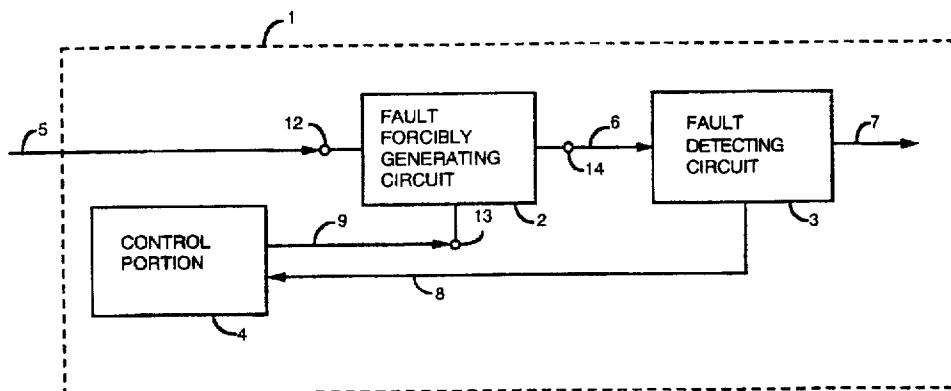 1
5
12
FAULT
FORCIBLY
GENERATING
CIRCUIT
6
14
FAULT
DETECTING
CIRCUIT
7
2
3
13
9
CONTROL
PORTION
8
4